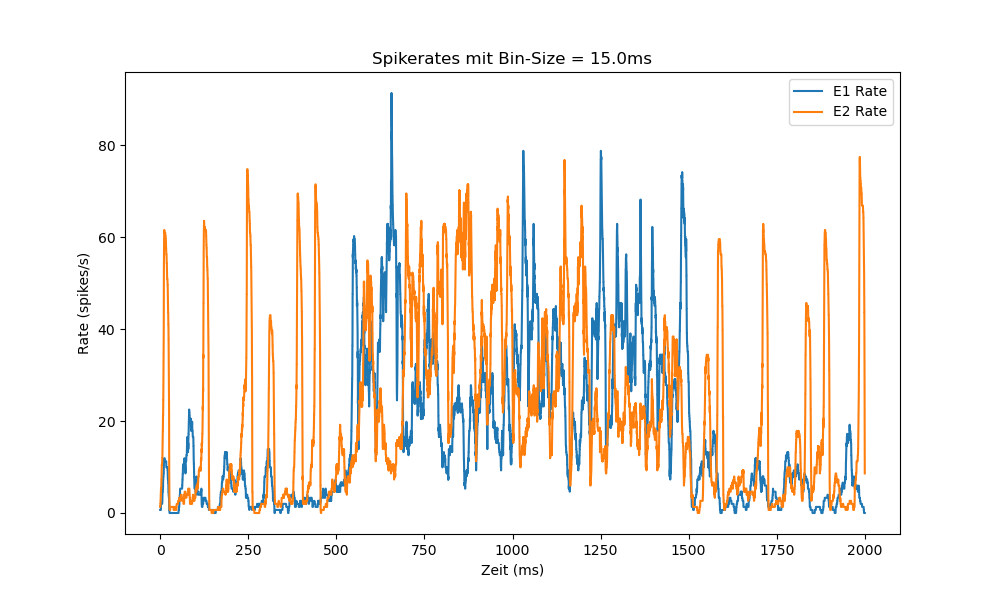 Spikerates mit Bin-Size = 15.0ms
E1 Rate
E2 Rate
Rate (spikes/s)
80
60
40
20
0
0 250 500 750 1000 1250 1500 1750 2000
Zeit (ms)